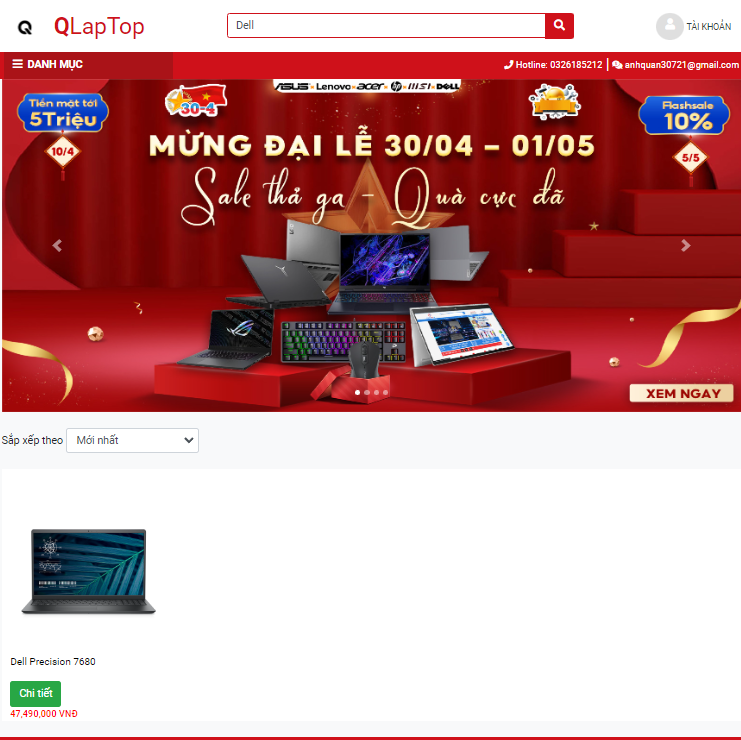 Q QLapTop
Dell
TÀI KHOẢN
DANH MỤC
Hotline: 0326185212 | anhquan30721@gmail.com
ASUS - Lenovo - acer - hp - msi - DELL
Tiền mặt tới
5Triệu
10/4
30-4
Flashsale
10%
5/5
MỪNG ĐẠI LỄ 30/04 – 01/05
Sale thả ga – Quà cực đã
XEM NGAY
Sắp xếp theo Mới nhất
Dell Precision 7680
Chi tiết
47,490,000 VNĐ